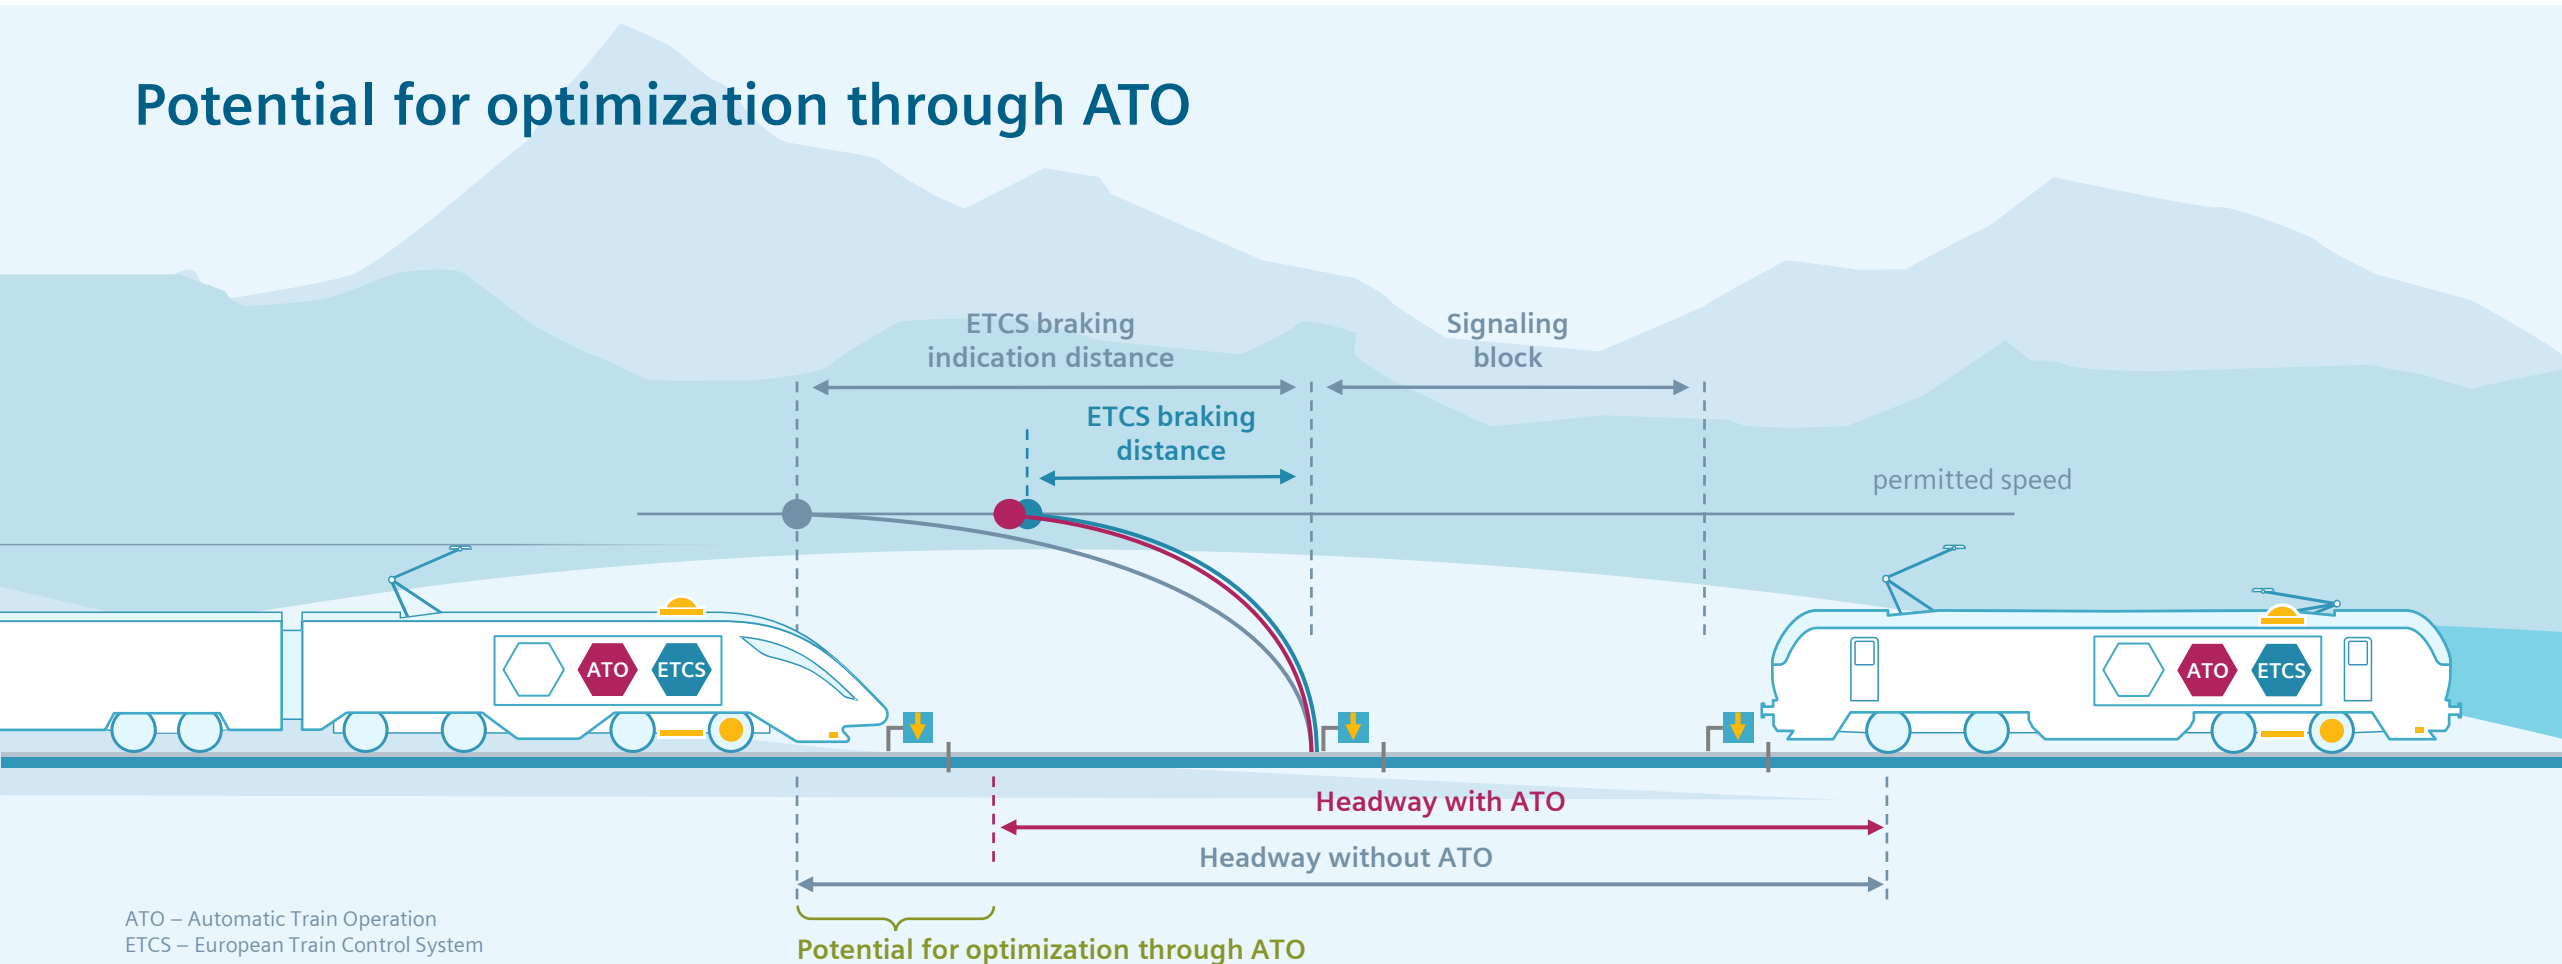 Potential for optimization through ATO
ETCS braking
indication distance
Signaling
block
ETCS braking
distance
permitted speed
ATO
ETCS
ATO
ETCS
Headway with ATO
Headway without ATO
ATO – Automatic Train Operation
ETCS – European Train Control System
Potential for optimization through ATO